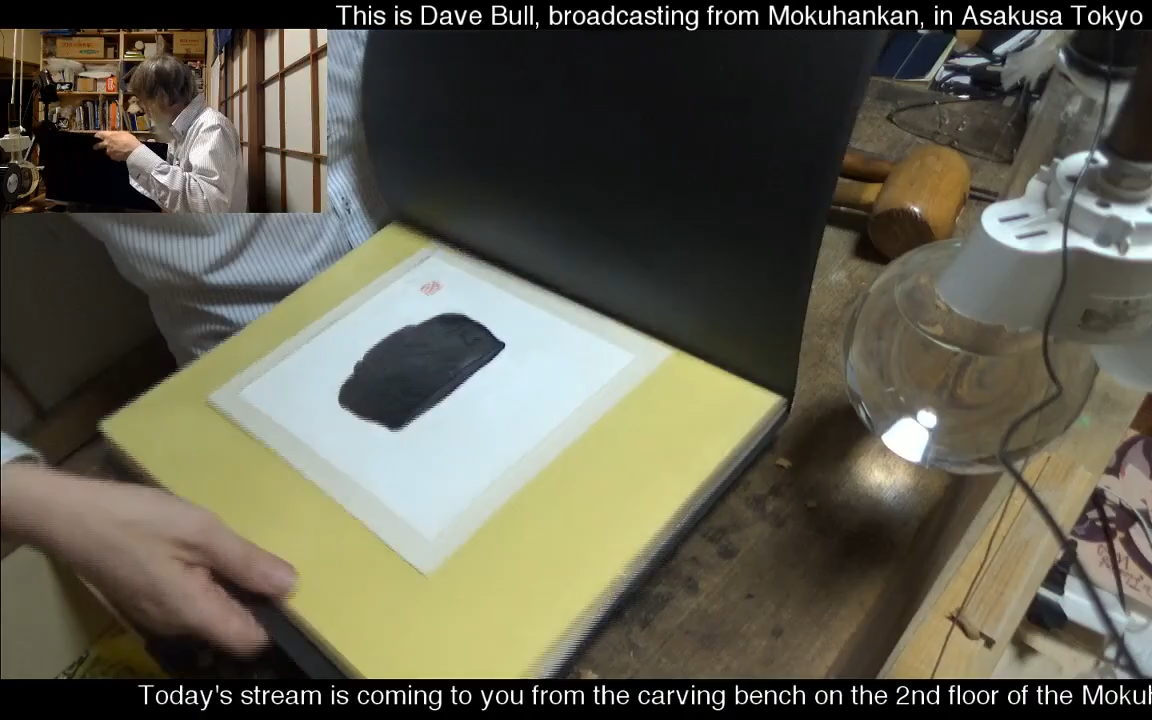 This is Dave Bull, broadcasting from Mokuhankan, in Asakusa Tokyo
Today's stream is coming to you from the carving bench on the 2nd floor of the Mokuh